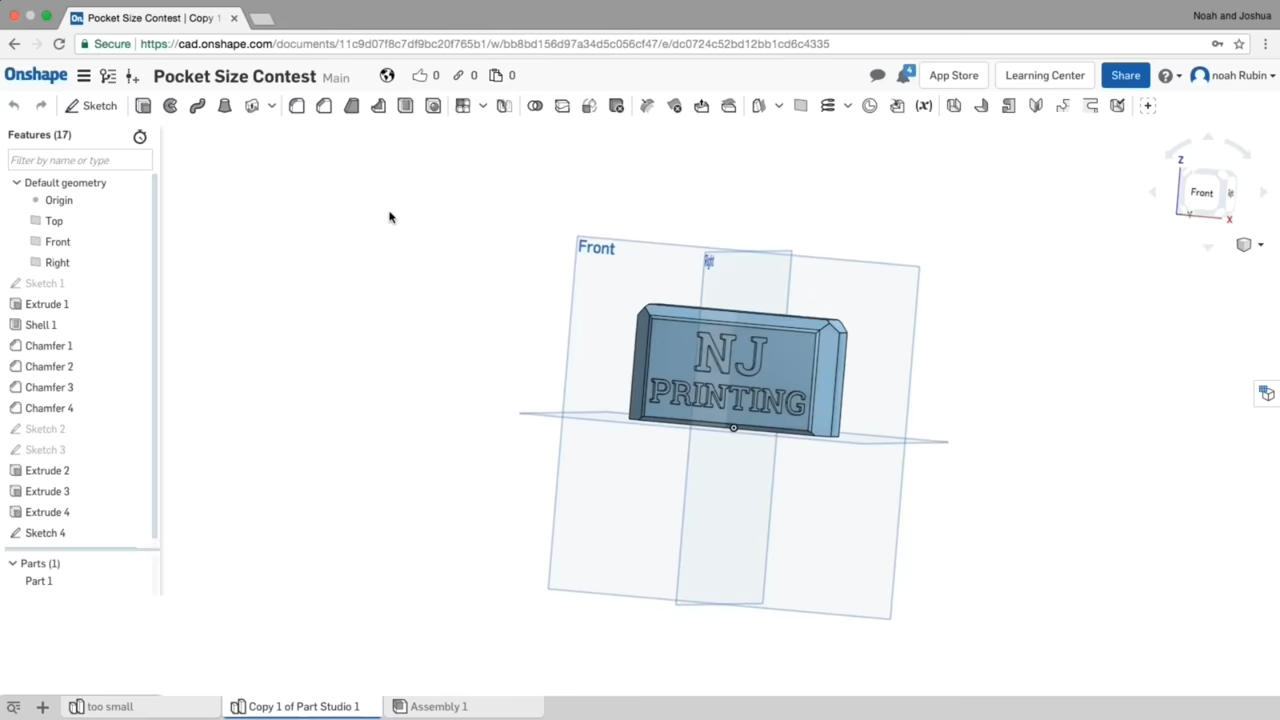 Pocket Size Contest | Copy 1
Noah and Joshua
Secure https://cad.onshape.com/documents/11c9d07f8c7df9bc20f765b1/w/bb8bd156d97a34d5c056cf47/e/dc0724c52bd12bb1cd6c4335
Onshape Pocket Size Contest Main 0 0 0 4 App Store Learning Center Share noah Rubin
Sketch (x)
Features (17)
Filter by name or type
Default geometry
Origin
Top
Front
Right
Sketch 1
Extrude 1
Shell 1
Chamfer 1
Chamfer 2
Chamfer 3
Chamfer 4
Sketch 2
Sketch 3
Extrude 2
Extrude 3
Extrude 4
Sketch 4
Parts (1)
Part 1
Front
Right
NJ
PRINTING
Z
Front
Y
X
too small
Copy 1 of Part Studio 1
Assembly 1